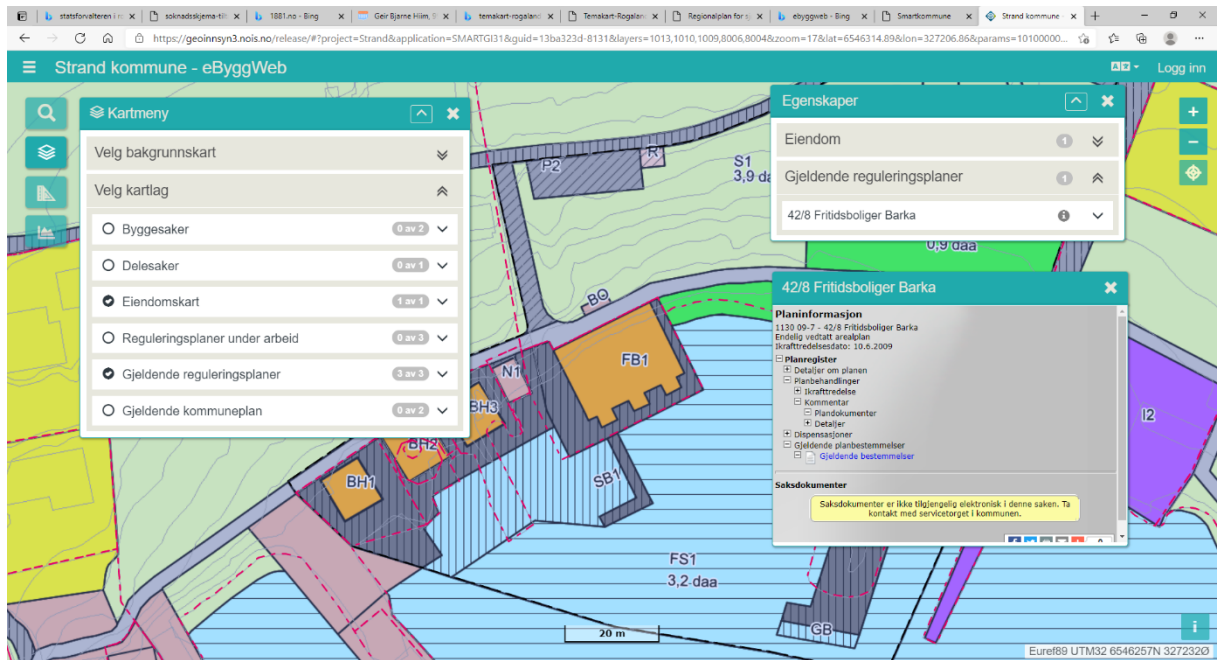 statsforvalteren i ro
soknadsskjema-til
1881.no - Bing
Geir Bjarne Hiim, 
temakart-rogaland
Temakart-Rogalan
Regionalplan for sj
ebyggweb - Bing
Smartkommune
Strand kommune
https://geoinnsyn3.nois.no/release/#?project=Strand&application=SMARTGI31&guid=13ba323d-8131&layers=1013,1010,1009,8006,8004&zoom=17&lat=6546314.89&lon=327206.86&params=10100000...
Strand kommune - eByggWeb
Logg inn
Kartmeny
Velg bakgrunnskart
Velg kartlag
Byggesaker
0 av 2
Delesaker
0 av 1
Eiendomskart
1 av 1
Reguleringsplaner under arbeid
0 av 3
Gjeldende reguleringsplaner
3 av 3
Gjeldende kommuneplan
0 av 2
Egenskaper
Eiendom
1
Gjeldende reguleringsplaner
1
42/8 Fritidsboliger Barka
42/8 Fritidsboliger Barka
Planinformasjon
1130 09-7 - 42/8 Fritidsboliger Barka
Endelig vedtatt arealplan
Ikrafttredelsesdato: 10.6.2009
Planregister
Detaljer om planen
Planbehandlinger
Ikrafttredelse
Kommentar
Plandokumenter
Detaljer
Dispensasjoner
Gjeldende planbestemmelser
Gjeldende bestemmelser
Saksdokumenter
Saksdokumenter er ikke tilgjengelig elektronisk i denne saken. Ta
kontakt med servicetorget i kommunen.
P2
R
S1
3,9 da
0,9 daa
BQ
FB1
N1
BH3
BH2
BH1
SB1
I2
FS1
3,2 daa
GB
20 m
Euref89 UTM32 6546257N 327232Ø